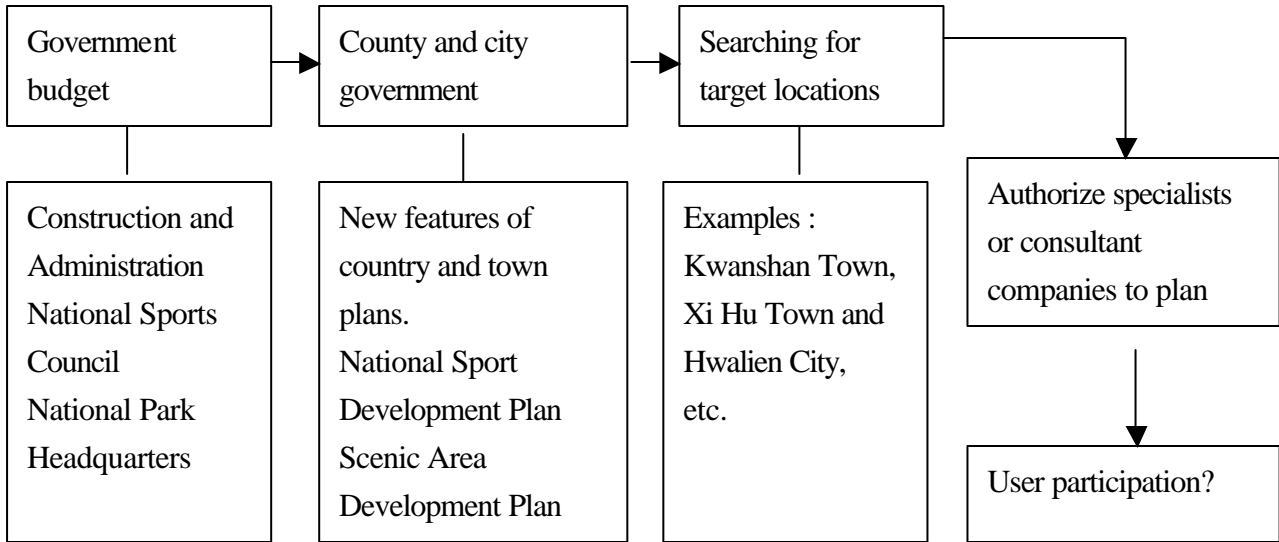 Government
budget
County and city
government
Searching for
target locations
Construction and
Administration
National Sports
Council
National Park
Headquarters
New features of
country and town
plans.
National Sport
Development Plan
Scenic Area
Development Plan
Examples :
Kwanshan Town,
Xi Hu Town and
Hwalien City,
etc.
Authorize specialists
or consultant
companies to plan
User participation?